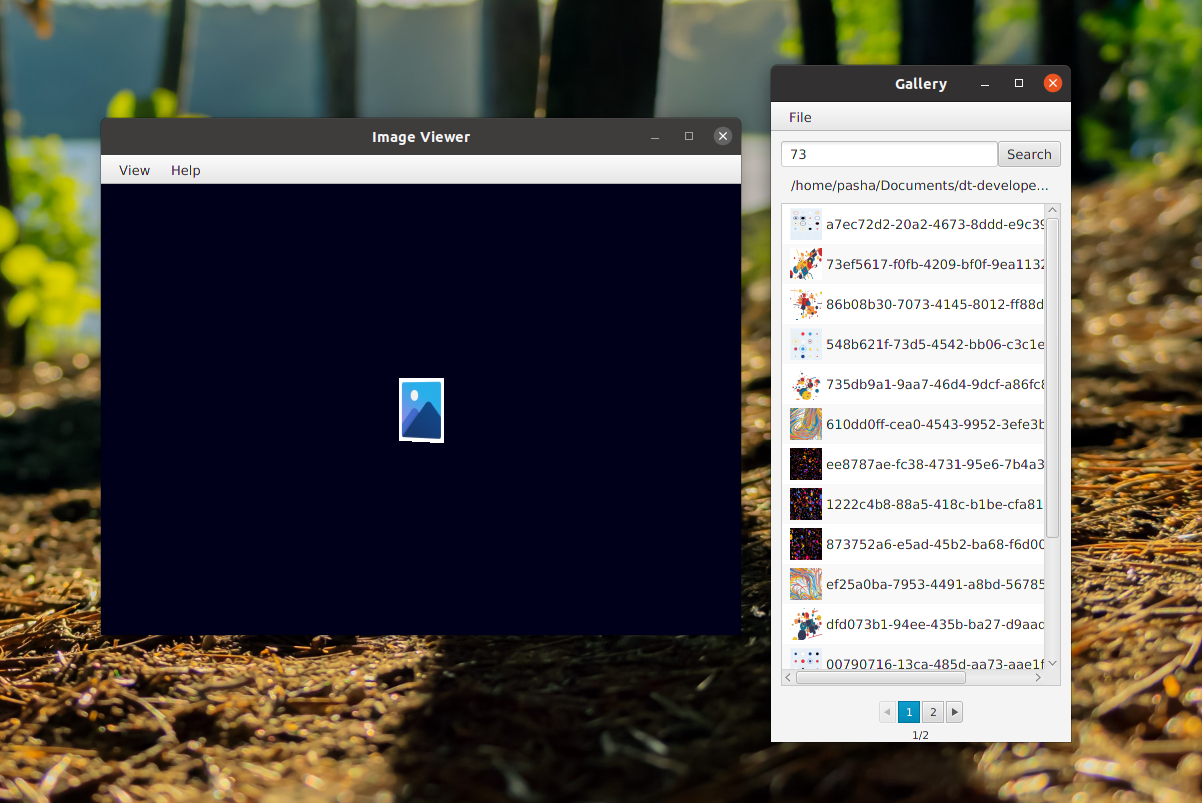 Image Viewer
View Help
Gallery
File
73
Search
/home/pasha/Documents/dt-develope...
a7ec72d2-20a2-4673-8ddd-e9c39
73ef5617-f0fb-4209-bf0f-9ea1132
86b08b30-7073-4145-8012-ff88d
548b621f-73d5-4542-bb06-c3c1e
735db9a1-9aa7-46d4-9dcf-a86fc8
610dd0ff-cea0-4543-9952-3efe3b
ee8787ae-fc38-4731-95e6-7b4a3
1222c4b8-88a5-418c-b1be-cfa81
873752a6-e5ad-45b2-ba68-f6d00
ef25a0ba-7953-4491-a8bd-56785
dfd073b1-94ee-435b-ba27-d9aad
00790716-13ca-485d-aa73-aae1f
1 2
1/2